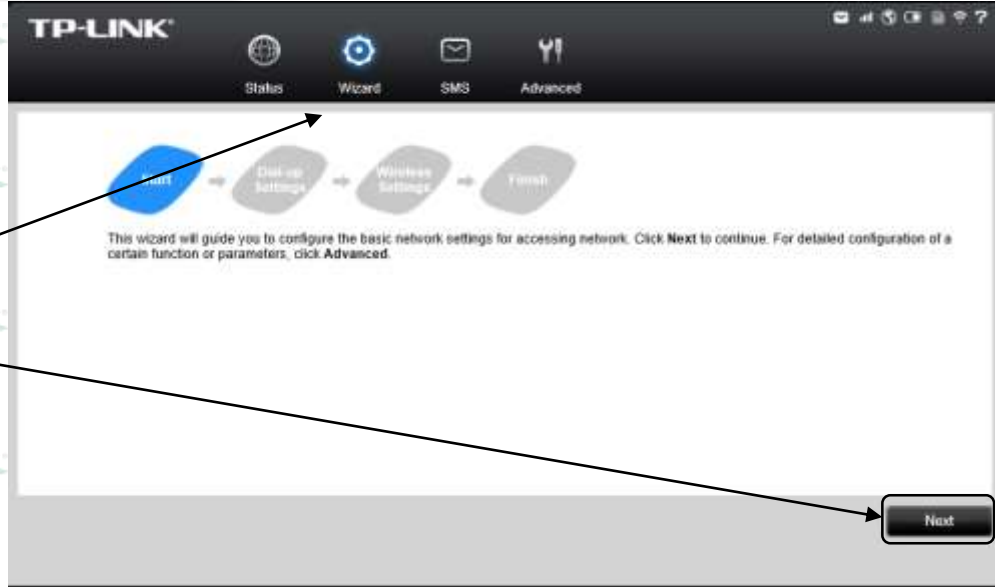 TP-LINK®
Status Wizard SMS Advanced
Start Dial-up Settings Wireless Settings Finish
This wizard will guide you to configure the basic network settings for accessing network. Click Next to continue. For detailed configuration of a
certain function or parameters, click Advanced.
Next